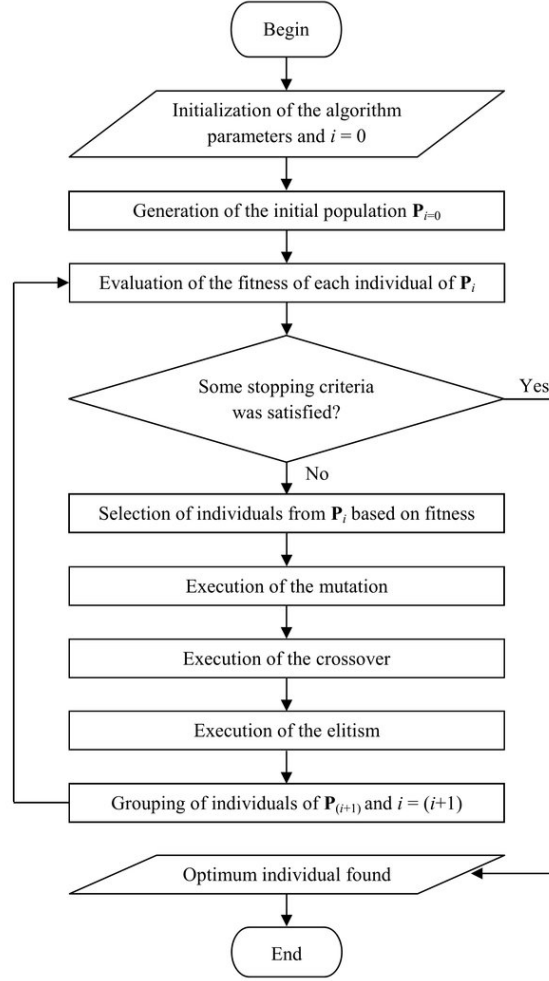 Begin
Initialization of the algorithm
parameters and i = 0
Generation of the initial population P_{i=0}
Evaluation of the fitness of each individual of P_i
Some stopping criteria
was satisfied?
Yes
No
Selection of individuals from P_i based on fitness
Execution of the mutation
Execution of the crossover
Execution of the elitism
Grouping of individuals of P_{(i+1)} and i = (i+1)
Optimum individual found
End